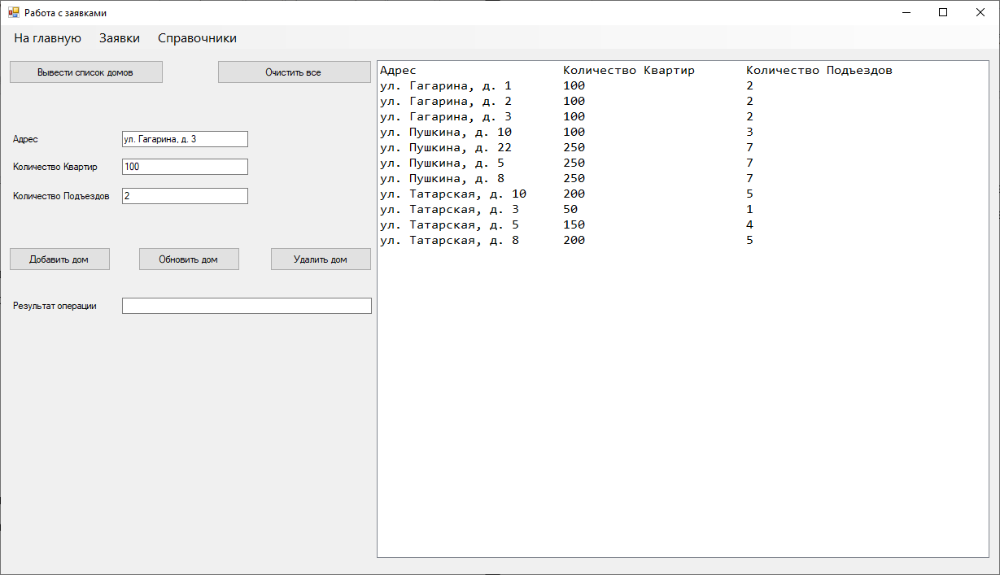 Работа с заявками
На главную Заявки Справочники
Вывести список домов Очистить все
Адрес ул. Гагарина, д. 3
Количество Квартир 100
Количество Подъездов 2
Добавить дом Обновить дом Удалить дом
Результат операции
Адрес Количество Квартир Количество Подъездов
ул. Гагарина, д. 1 100 2
ул. Гагарина, д. 2 100 2
ул. Гагарина, д. 3 100 2
ул. Пушкина, д. 10 100 3
ул. Пушкина, д. 22 250 7
ул. Пушкина, д. 5 250 7
ул. Пушкина, д. 8 250 7
ул. Татарская, д. 10 200 5
ул. Татарская, д. 3 50 1
ул. Татарская, д. 5 150 4
ул. Татарская, д. 8 200 5